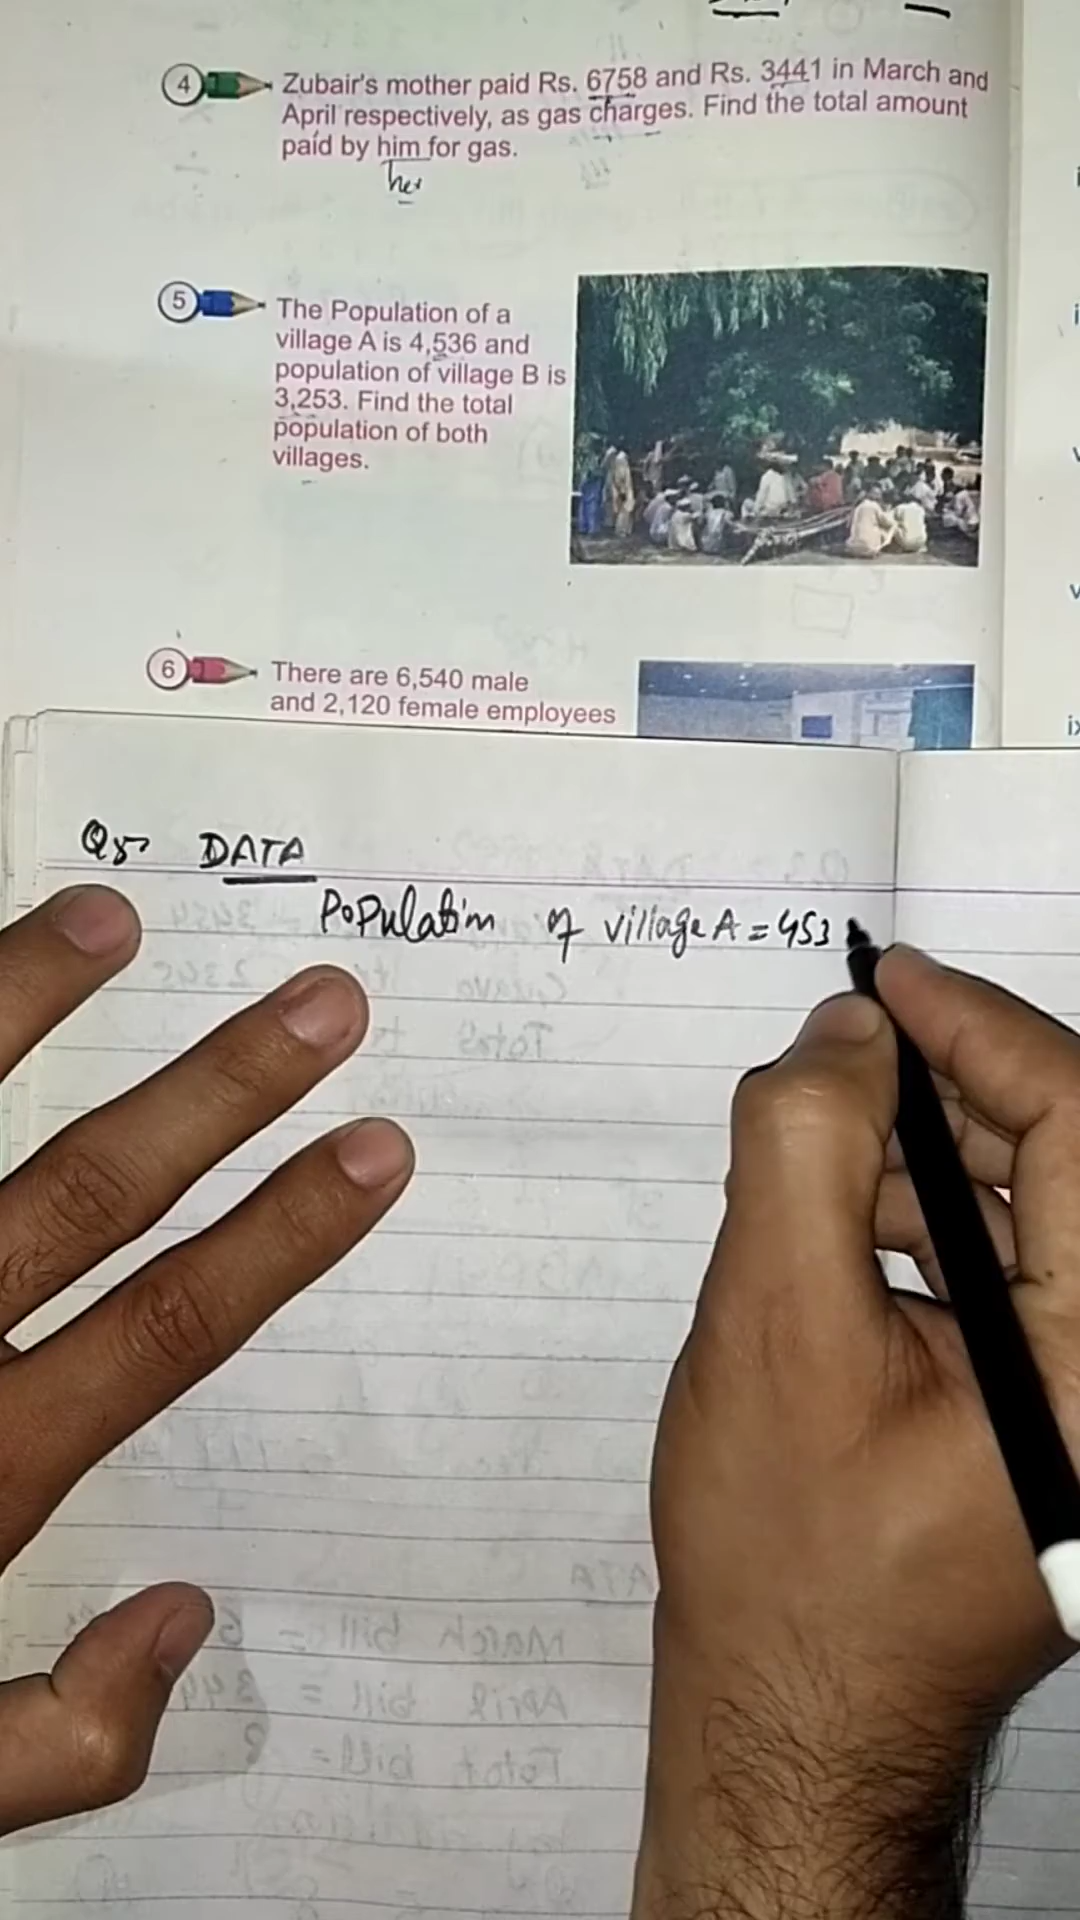 4 Zubair's mother paid Rs. 6758 and Rs. 3441 in March and
April respectively, as gas charges. Find the total amount
paid by him for gas.
her
5 The Population of a
village A is 4,536 and
population of village B is
3,253. Find the total
population of both
villages.
6 There are 6,540 male
and 2,120 female employees
Q5 DATA
Population of village A = 453